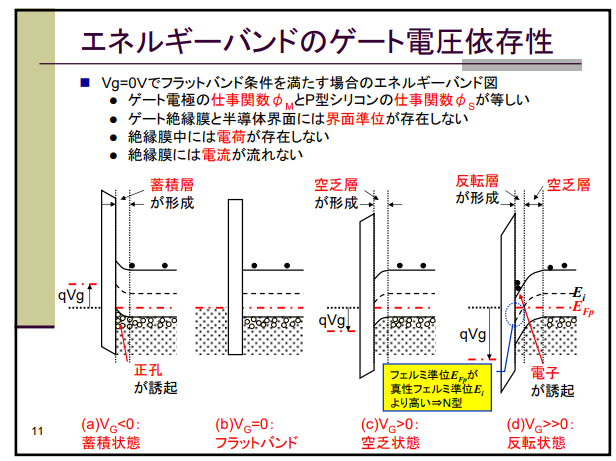 エネルギーバンドのゲート電圧依存性
Vg=0Vでフラットバンド条件を満たす場合のエネルギーバンド図
ゲート電極の仕事関数φMとP型シリコンの仕事関数φSが等しい
ゲート絶縁膜と半導体界面には界面準位が存在しない
絶縁膜中には電荷が存在しない
絶縁膜には電流が流れない
蓄積層
が形成
空乏層
が形成
反転層
が形成
空乏層
qVg
qVg
qVg
Ei
EFp
正孔
が誘起
フェルミ準位EFpが
真性フェルミ準位Ei
より高い⇒N型
電子
が誘起
11
(a)VG<0:
蓄積状態
(b)VG=0:
フラットバンド
(c)VG>0:
空乏状態
(d)VG>>0:
反転状態